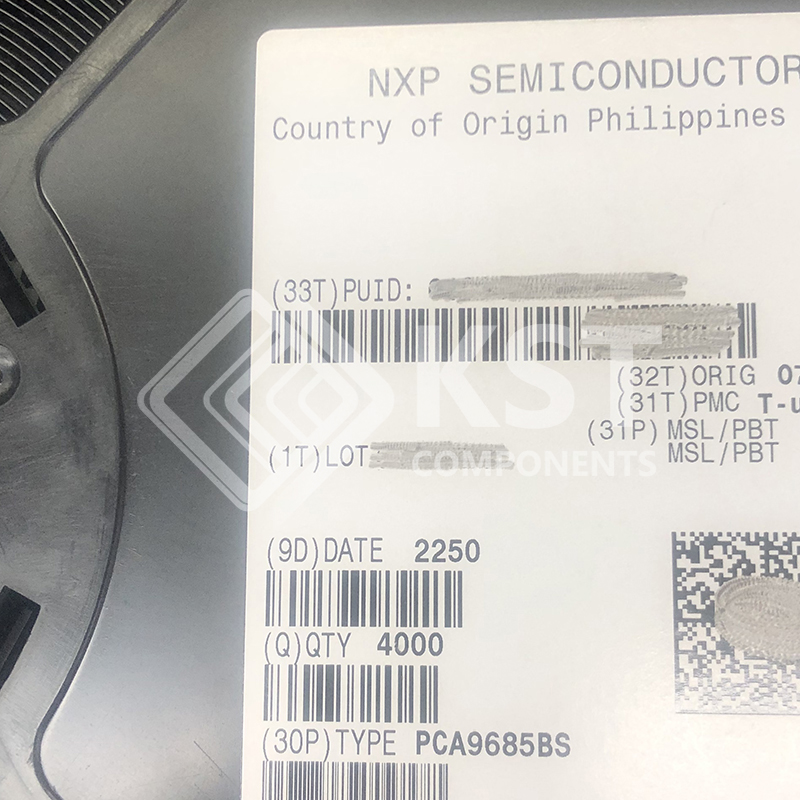 NXP SEMICONDUCTOR
Country of Origin Philippines
(33T)PUID:
KST
COMPONENTS
(32T)ORIG 07
(31T)PMC T-u
(31P) MSL/PBT
MSL/PBT
(1T)LOT
(9D)DATE 2250
(Q)QTY 4000
(30P)TYPE PCA9685BS